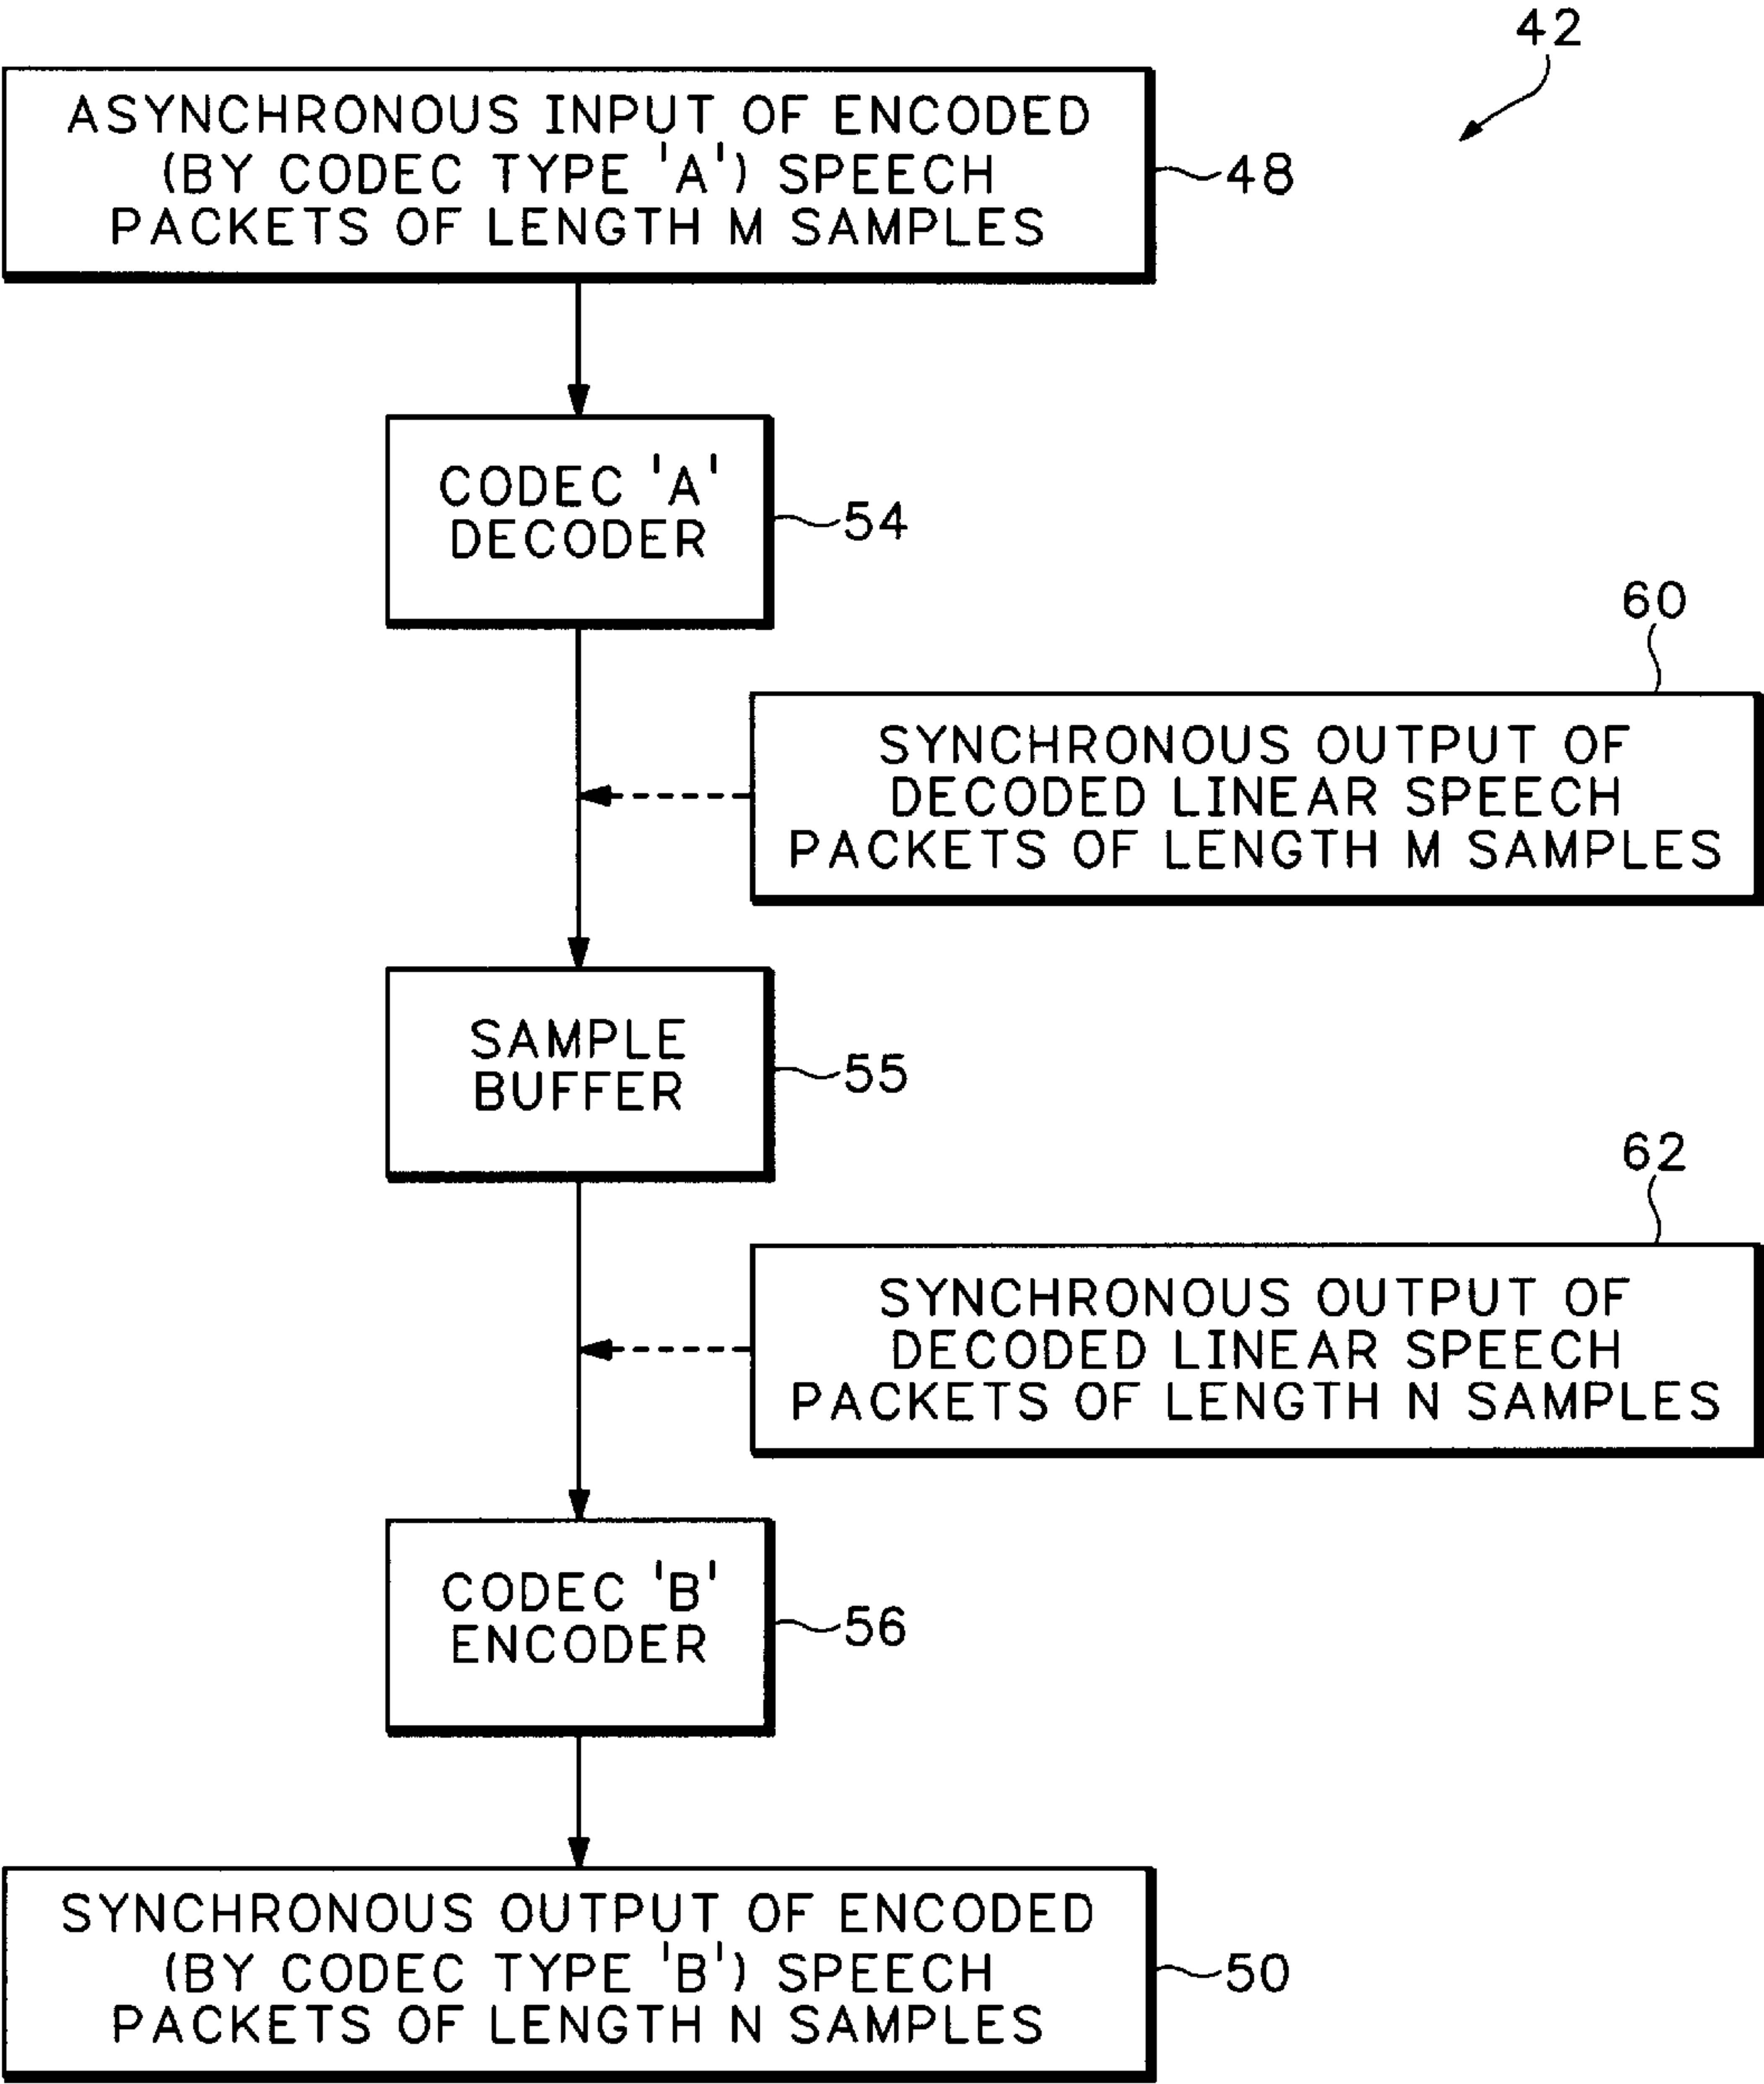 42
ASYNCHRONOUS INPUT OF ENCODED
(BY CODEC TYPE 'A') SPEECH
PACKETS OF LENGTH M SAMPLES
48
CODEC 'A'
DECODER
54
60
SYNCHRONOUS OUTPUT OF
DECODED LINEAR SPEECH
PACKETS OF LENGTH M SAMPLES
SAMPLE
BUFFER
55
62
SYNCHRONOUS OUTPUT OF
DECODED LINEAR SPEECH
PACKETS OF LENGTH N SAMPLES
CODEC 'B'
ENCODER
56
SYNCHRONOUS OUTPUT OF ENCODED
(BY CODEC TYPE 'B') SPEECH
PACKETS OF LENGTH N SAMPLES
50